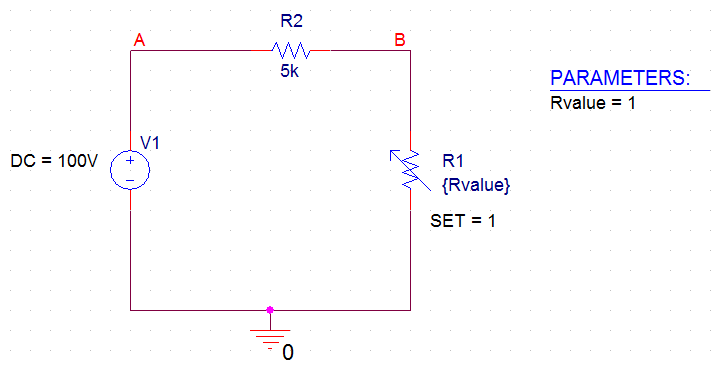 R2
A
B
5k
PARAMETERS:
Rvalue = 1
V1
+
−
DC = 100V
R1
{Rvalue}
SET = 1
0